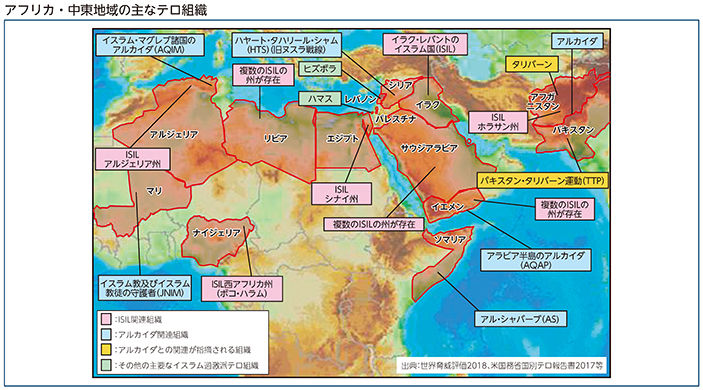 アフリカ・中東地域の主なテロ組織
イスラム・マグレブ諸国の
アルカイダ(AQIM)
ハヤート・タハリール・シャム
(HTS)(旧ヌスラ戦線)
イラク・レバントの
イスラム国(ISIL)
アルカイダ
複数のISILの
州が存在
ヒズボラ
タリバーン
ハマス
シリア
レバノン
イラク
パレスチナ
アフガ
ニスタン
ISIL
ホラサン州
パキスタン
アルジェリア
リビア
エジプト
サウジアラビア
ISIL
アルジェリア州
ISIL
シナイ州
パキスタン・タリバーン運動(TTP)
マリ
イエメン
複数のISILの
州が存在
複数のISILの州が存在
ナイジェリア
ソマリア
アラビア半島のアルカイダ
(AQAP)
イスラム教及びイスラム
教徒の守護者(JNIM)
ISIL西アフリカ州
(ボコ・ハラム)
アル・シャバーブ(AS)
:ISIL関連組織
:アルカイダ関連組織
:アルカイダとの関連が指摘される組織
:その他の主要なイスラム過激派テロ組織
出典:世界脅威評価2018、米国務省国別テロ報告書2017等